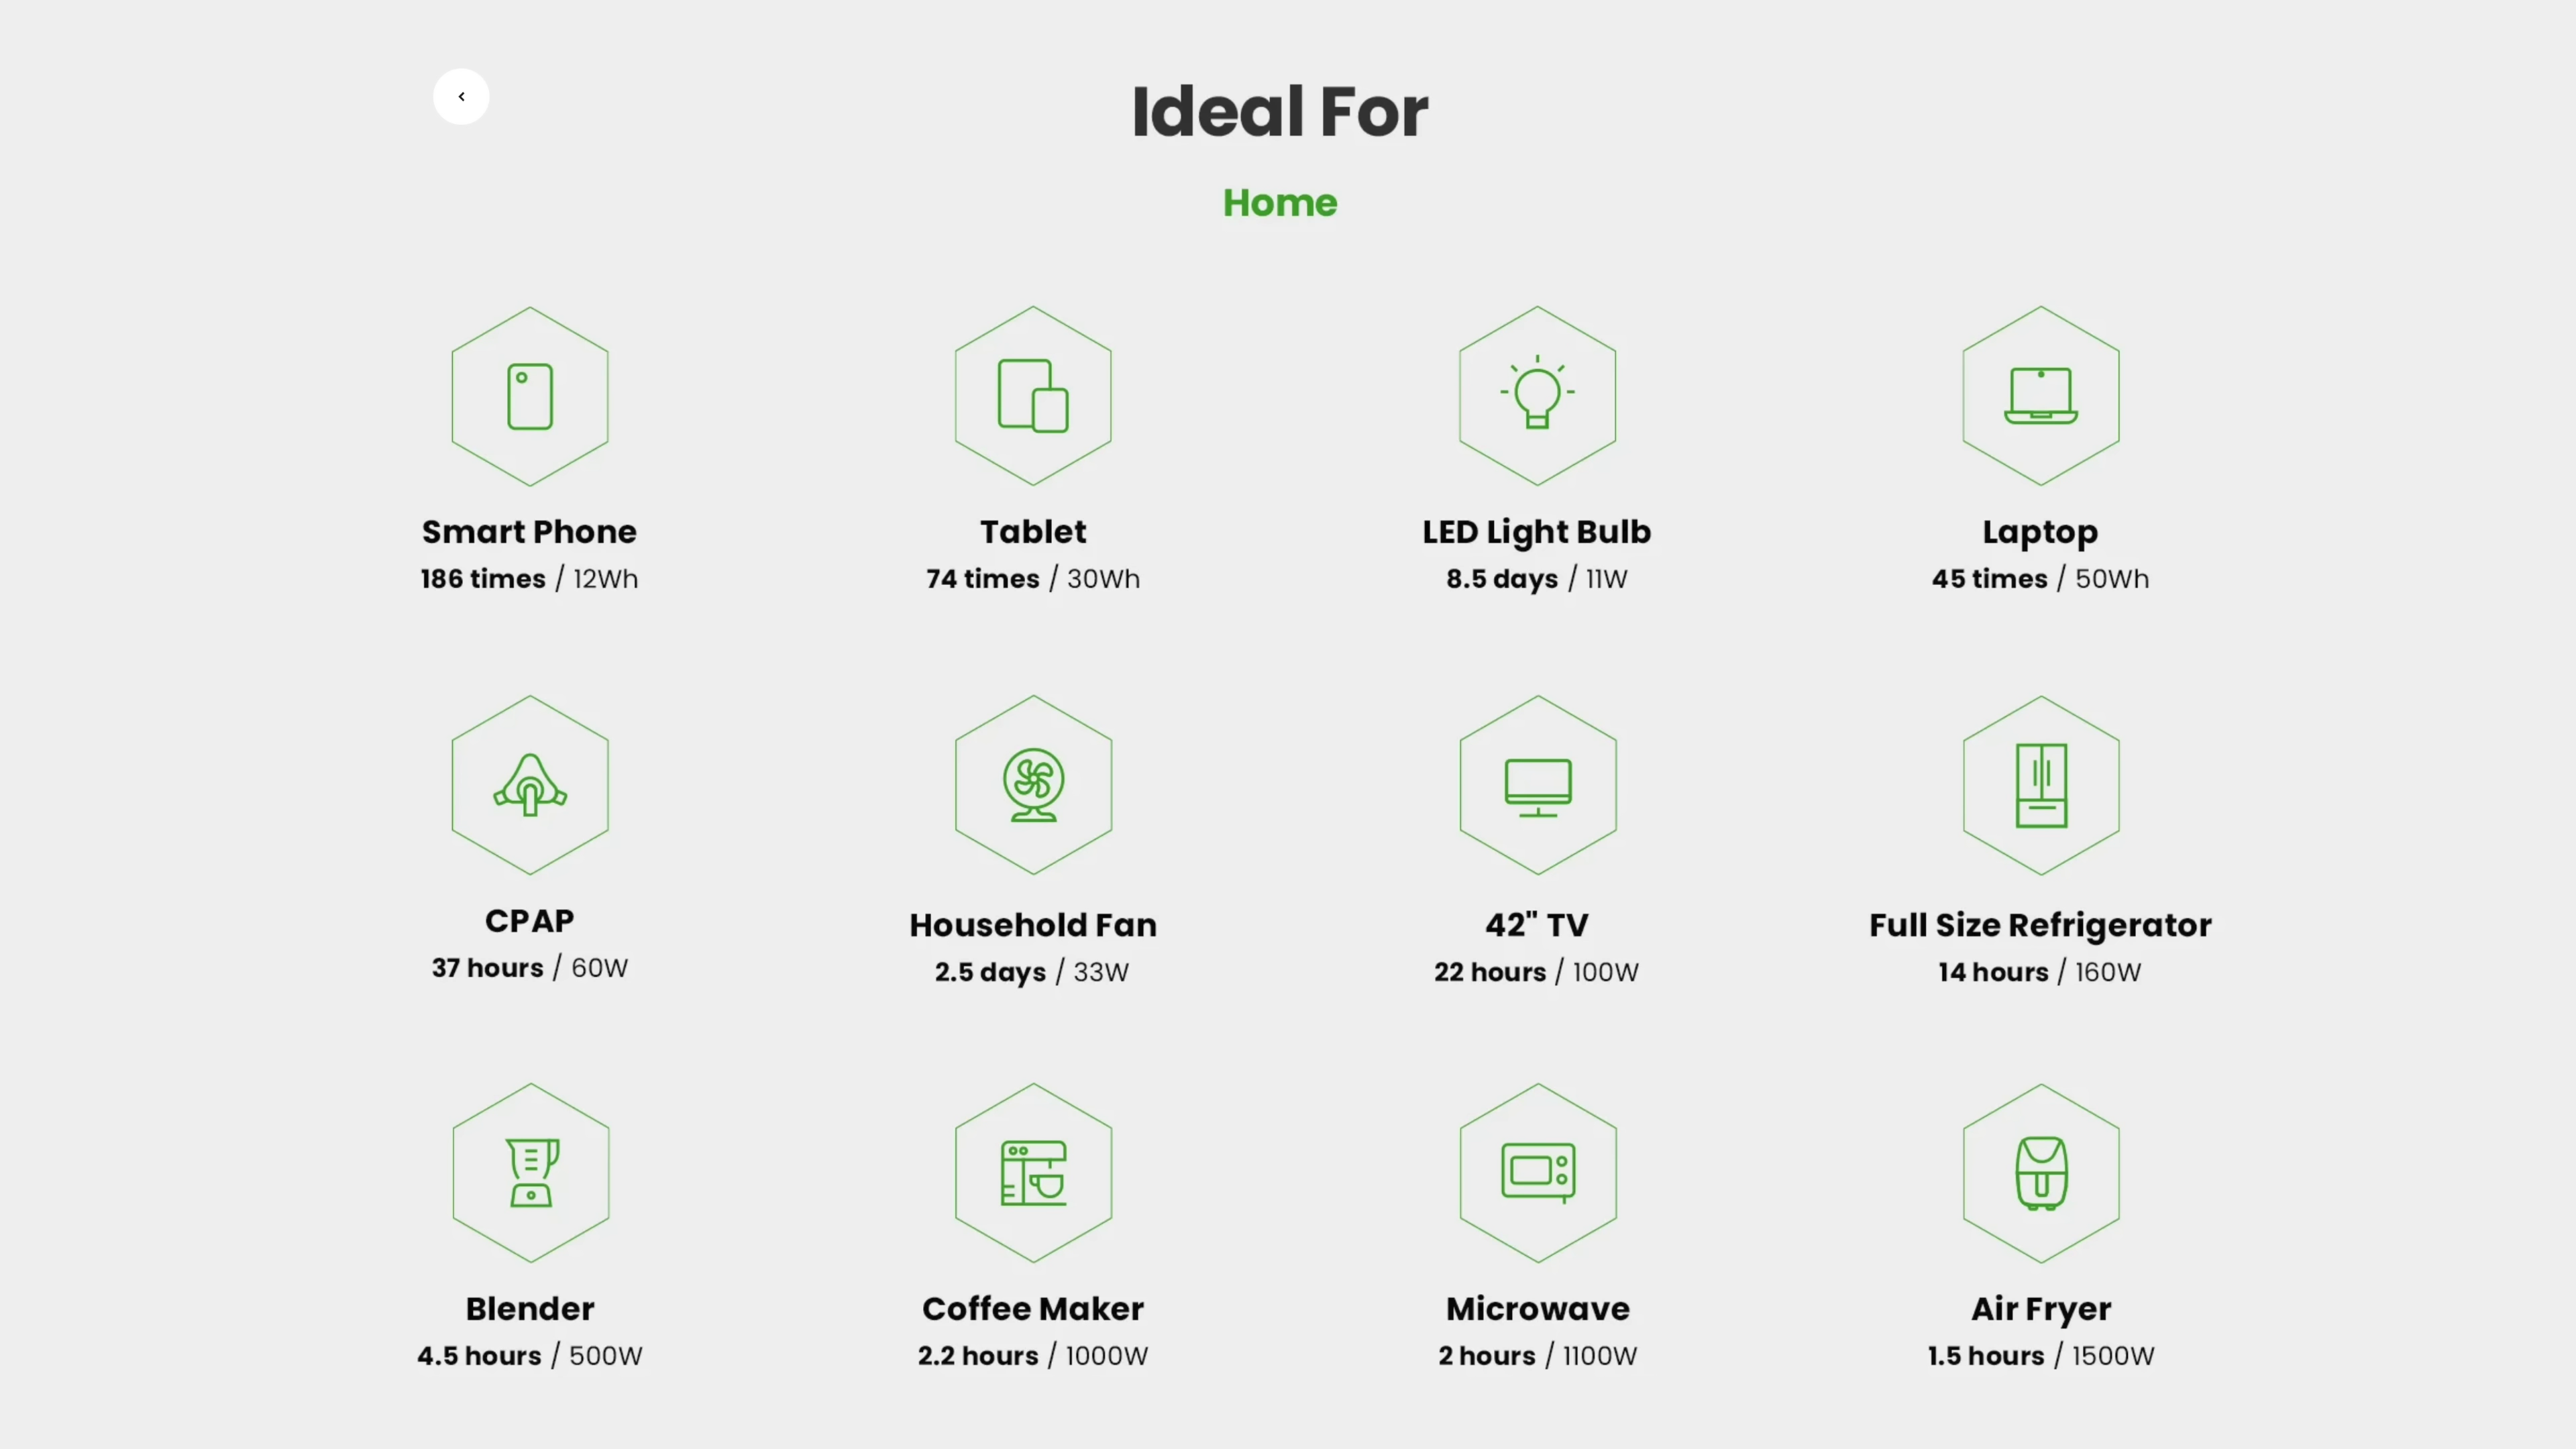 Ideal For
Home
Smart Phone
186 times / 12Wh
Tablet
74 times / 30Wh
LED Light Bulb
8.5 days / 11W
Laptop
45 times / 50Wh
CPAP
37 hours / 60W
Household Fan
2.5 days / 33W
42" TV
22 hours / 100W
Full Size Refrigerator
14 hours / 160W
Blender
4.5 hours / 500W
Coffee Maker
2.2 hours / 1000W
Microwave
2 hours / 1100W
Air Fryer
1.5 hours / 1500W